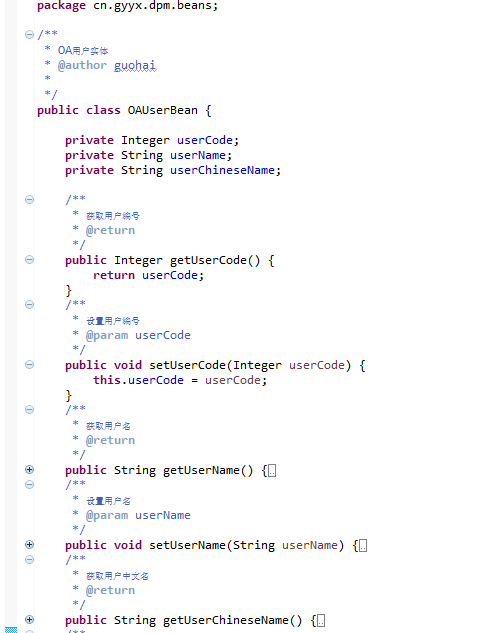 package cn.gyyx.dpm.beans;
/**
* OA用户实体
* @author guohai
*
*/
public class OAUserBean {
private Integer userCode;
private String userName;
private String userChineseName;
/**
* 获取用户编号
* @return
*/
public Integer getUserCode() {
return userCode;
}
/**
* 设置用户编号
* @param userCode
*/
public void setUserCode(Integer userCode) {
this.userCode = userCode;
}
/**
* 获取用户名
* @return
*/
public String getUserName() {
/**
* 设置用户名
* @param userName
*/
public void setUserName(String userName) {
/**
* 获取用户中文名
* @return
*/
public String getUserChineseName() {
/**